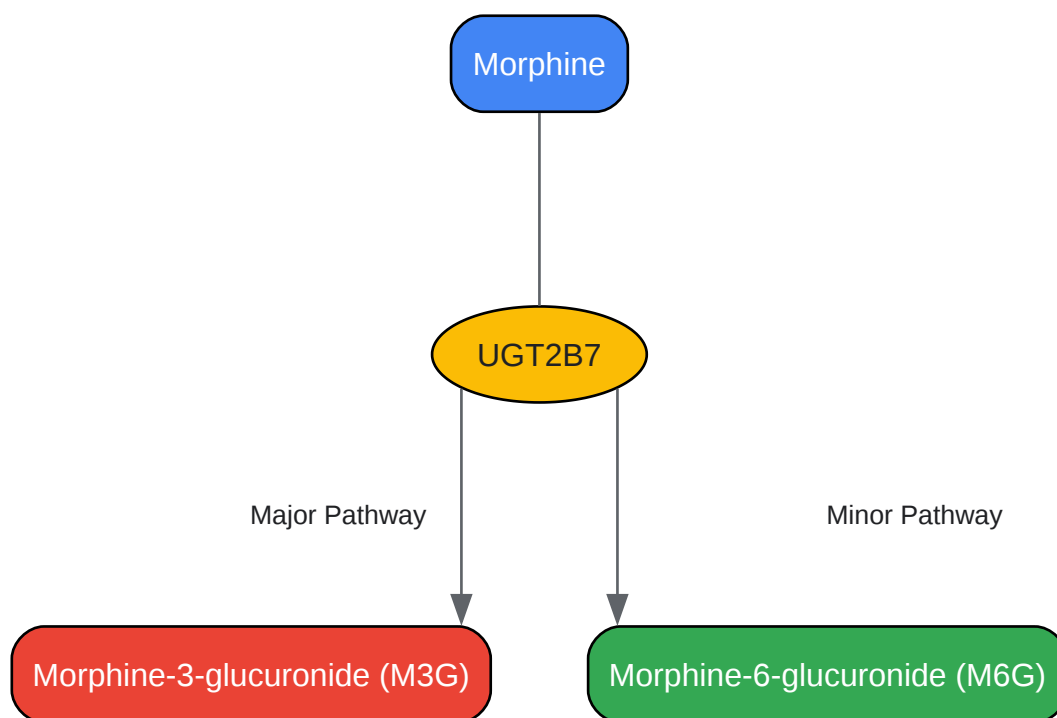 Morphine
UGT2B7
Major Pathway
Minor Pathway
Morphine-3-glucuronide (M3G)
Morphine-6-glucuronide (M6G)